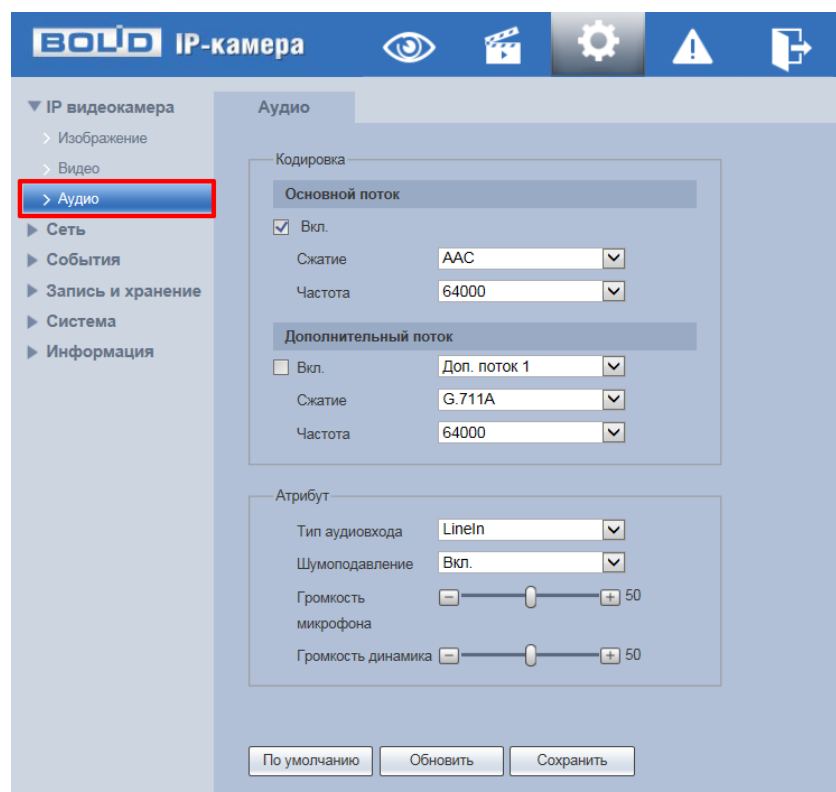 BOLID IP-камера
IP видеокамера
Изображение
Видео
Аудио
Сеть
События
Запись и хранение
Система
Информация
Аудио
Кодировка
Основной поток
Вкл.
Сжатие AAC
Частота 64000
Дополнительный поток
Вкл. Доп. поток 1
Сжатие G.711A
Частота 64000
Атрибут
Тип аудиовхода LineIn
Шумоподавление Вкл.
Громкость 50
микрофона
Громкость динамика 50
По умолчанию Обновить Сохранить